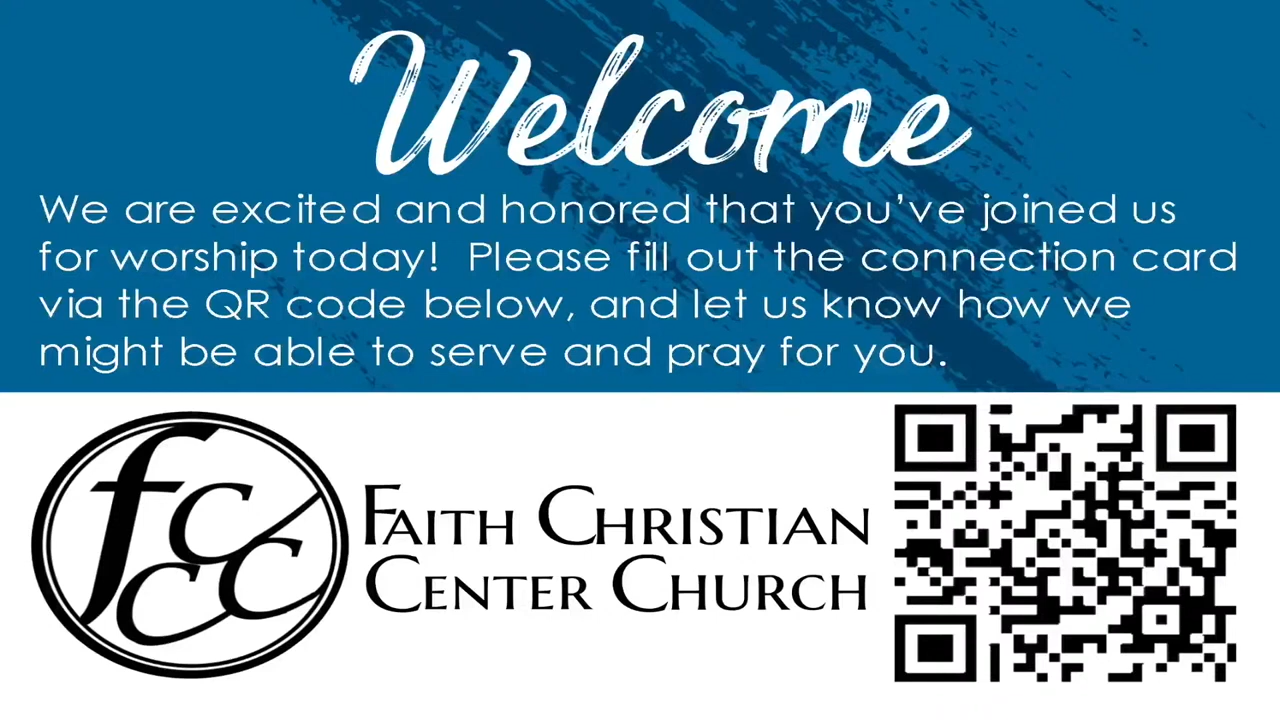 Welcome
We are excited and honored that you've joined us
for worship today!  Please fill out the connection card
via the QR code below, and let us know how we
might be able to serve and pray for you.
fccc
FAITH CHRISTIAN
CENTER CHURCH